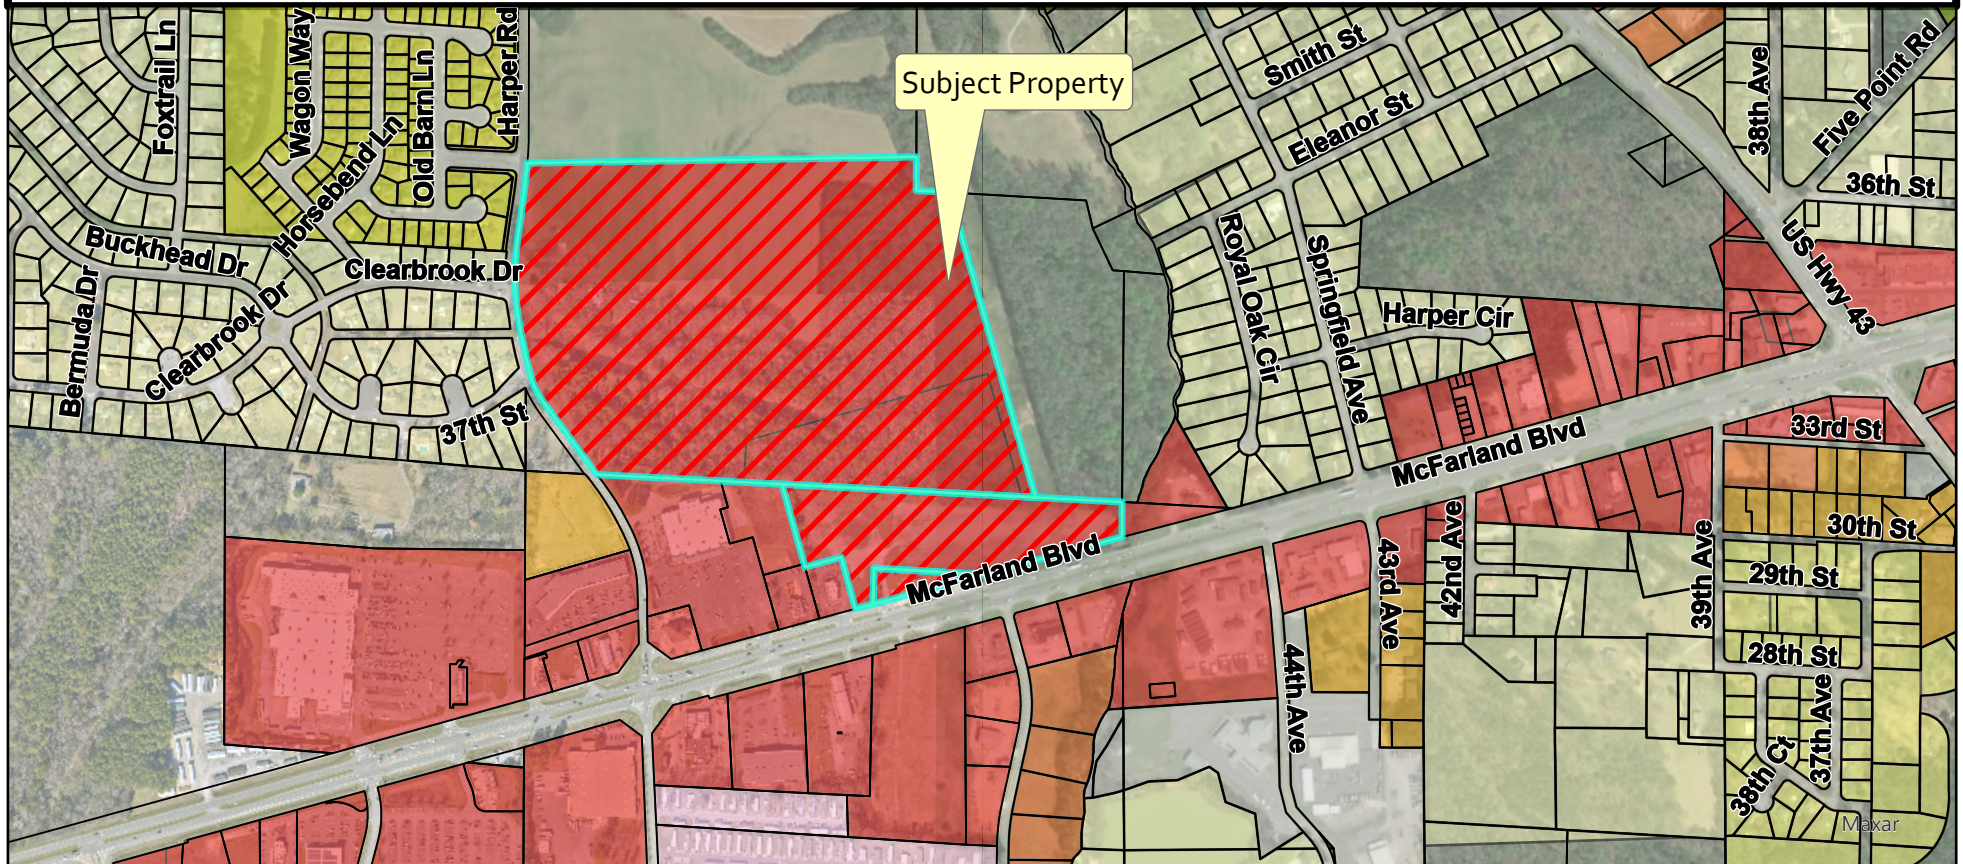 Foxtrail Ln
Wagon Way
Old Barn Ln
Harper Rd
Horsebend Ln
Subject Property
Smith St
Eleanor St
38th Ave
Five Point Rd
36th St
US Hwy 43
Buckhead Dr
Clearbrook Dr
Bermuda Dr
Clearbrook Dr
37th St
Royal Oak Cir
Springfield Ave
Harper Cir
McFarland Blvd
33rd St
30th St
McFarland Blvd
43rd Ave
42nd Ave
39th Ave
29th St
28th St
44th Ave
37th Ave
38th Ct
Maxar